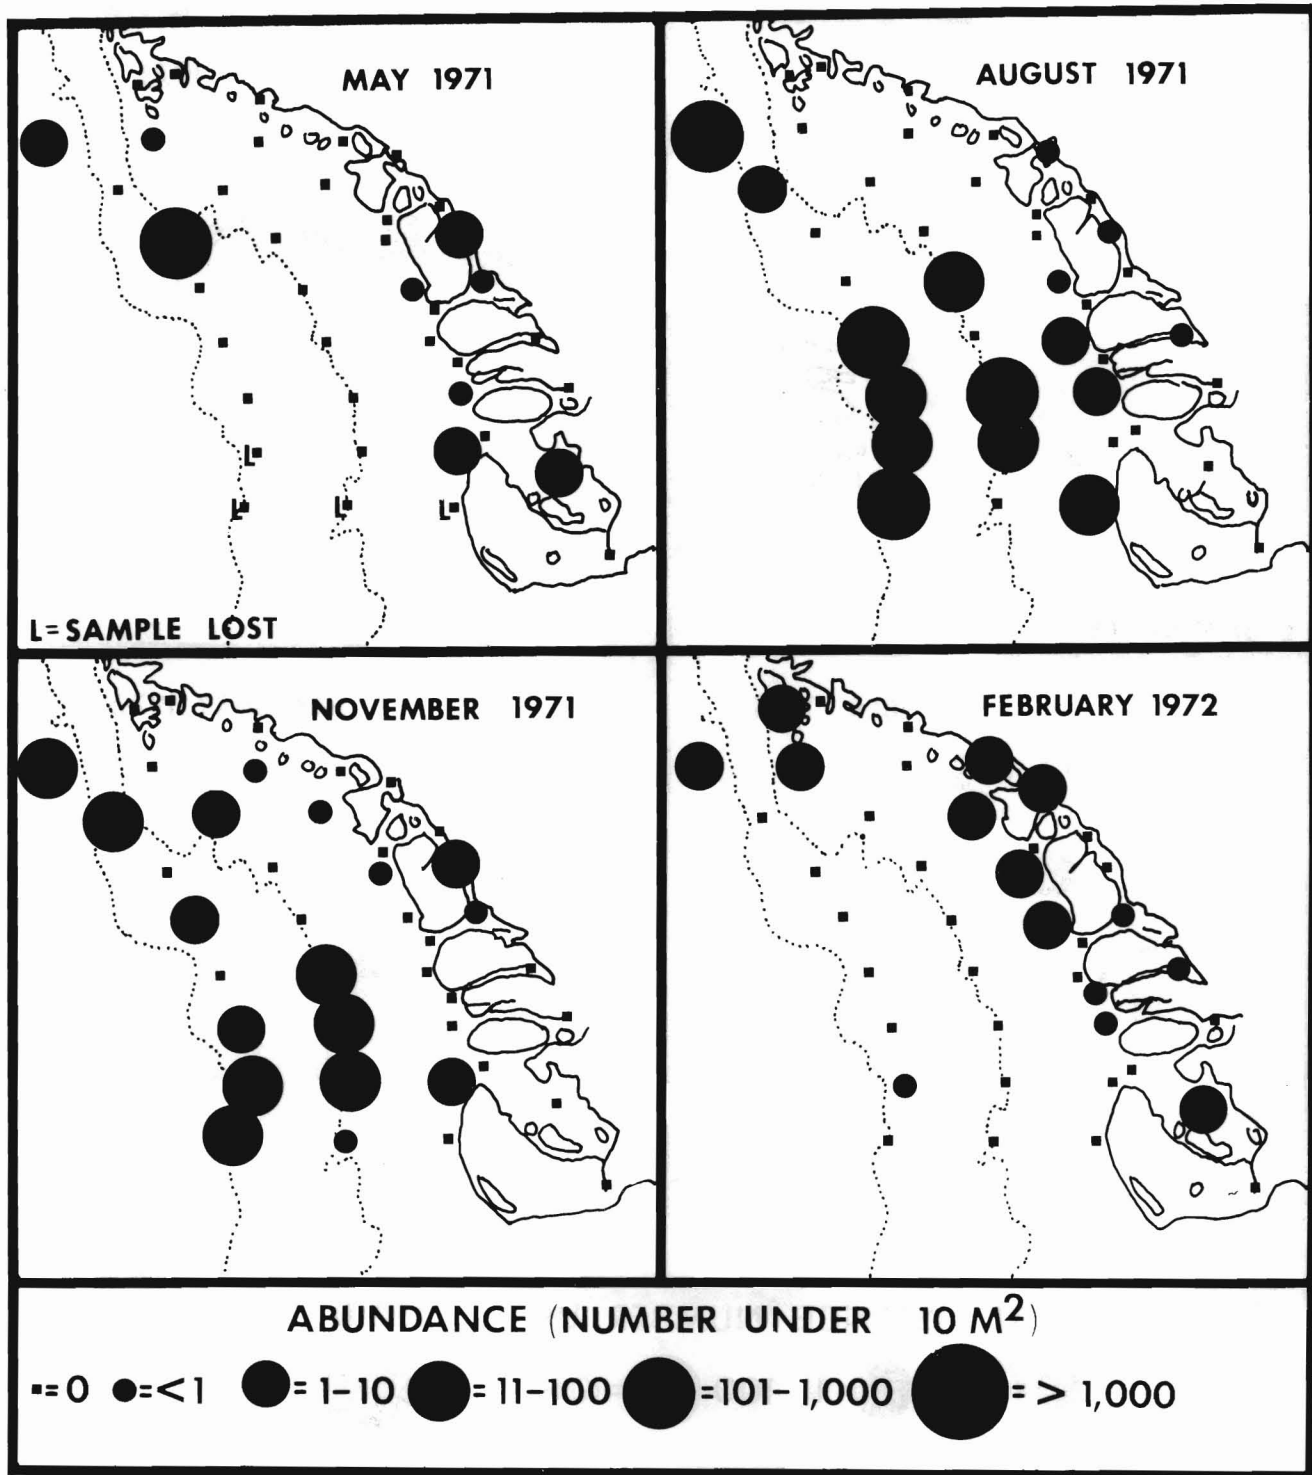 MAY 1971
AUGUST 1971
L
L
L
L
L=SAMPLE LOST
NOVEMBER 1971
FEBRUARY 1972
ABUNDANCE (NUMBER UNDER 10 M²)
=0 =<1 =1-10 =11-100 =101-1,000 => 1,000